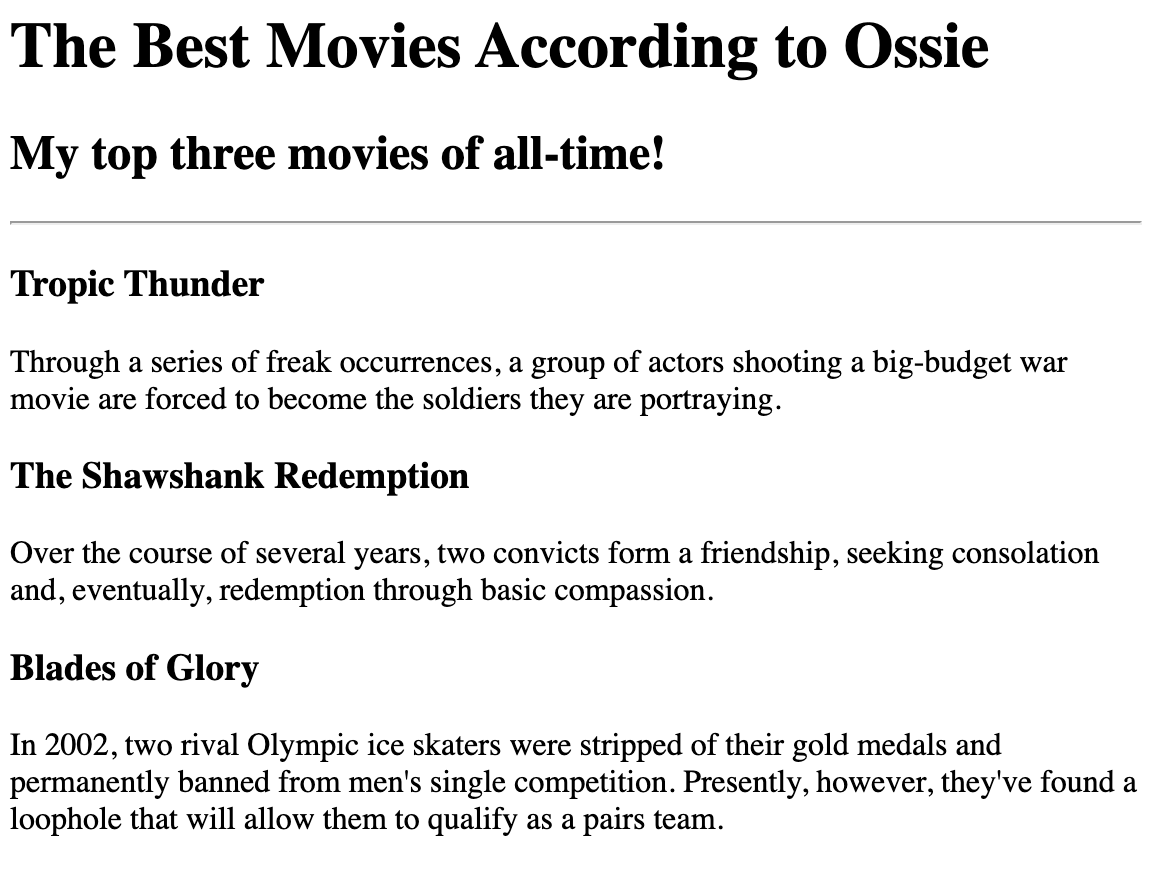 The Best Movies According to Ossie
My top three movies of all-time!
Tropic Thunder
Through a series of freak occurrences, a group of actors shooting a big-budget war
movie are forced to become the soldiers they are portraying.
The Shawshank Redemption
Over the course of several years, two convicts form a friendship, seeking consolation
and, eventually, redemption through basic compassion.
Blades of Glory
In 2002, two rival Olympic ice skaters were stripped of their gold medals and
permanently banned from men's single competition. Presently, however, they've found a
loophole that will allow them to qualify as a pairs team.